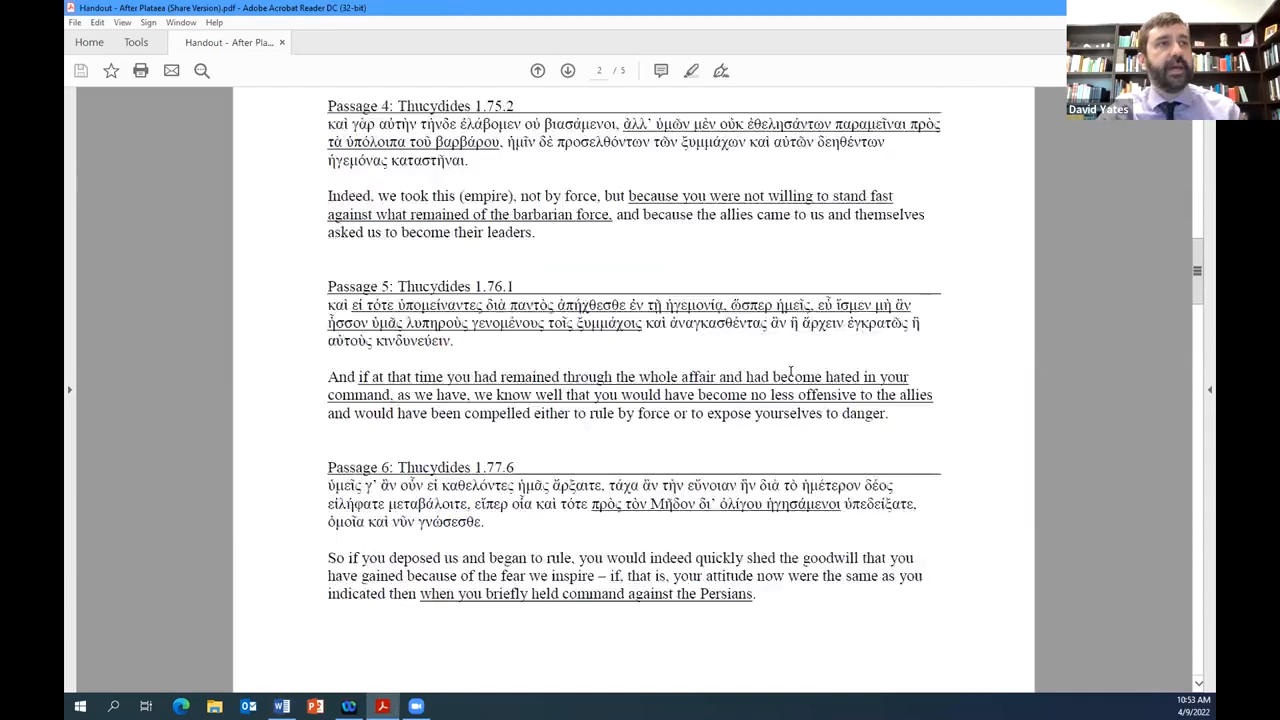 Handout - After Plataea (Share Version).pdf - Adobe Acrobat Reader DC (32-bit)
File Edit View Sign Window Help
Home Tools Handout - After Pla... ×
2 / 5
David Yates
Passage 4: Thucydides 1.75.2
καὶ γὰρ αὐτὴν τήνδε ἐλάβομεν οὐ βιασάμενοι, ἀλλ’ ὑμῶν μὲν οὐκ ἐθελησάντων παραμεῖναι πρὸς
τὰ ὑπόλοιπα τοῦ βαρβάρου, ἡμῖν δὲ προσελθόντων τῶν ξυμμάχων καὶ αὐτῶν δεηθέντων
ἡγεμόνας καταστῆναι.
Indeed, we took this (empire), not by force, but because you were not willing to stand fast
against what remained of the barbarian force, and because the allies came to us and themselves
asked us to become their leaders.
Passage 5: Thucydides 1.76.1
καὶ εἰ τότε ὑπομείναντες διὰ παντὸς ἀπήχθεσθε ἐν τῇ ἡγεμονίᾳ, ὥσπερ ἡμεῖς, εὖ ἴσμεν μὴ ἂν
ἧσσον ὑμᾶς λυπηροὺς γενομένους τοῖς ξυμμάχοις καὶ ἀναγκασθέντας ἂν ἢ ἄρχειν ἐγκρατῶς ἢ
αὐτοὺς κινδυνεύειν.
And if at that time you had remained through the whole affair and had become hated in your
command, as we have, we know well that you would have become no less offensive to the allies
and would have been compelled either to rule by force or to expose yourselves to danger.
Passage 6: Thucydides 1.77.6
ὑμεῖς γ’ ἂν οὖν εἰ καθελόντες ἡμᾶς ἄρξαιτε, τάχα ἂν τὴν εὔνοιαν ἣν διὰ τὸ ἡμέτερον δέος
εἰλήφατε μεταβάλοιτε, εἴπερ οἷα καὶ τότε πρὸς τὸν Μῆδον δι’ ὀλίγου ἡγησάμενοι ὑπεδείξατε,
ὁμοῖα καὶ νῦν γνώσεσθε.
So if you deposed us and began to rule, you would indeed quickly shed the goodwill that you
have gained because of the fear we inspire – if, that is, your attitude now were the same as you
indicated then when you briefly held command against the Persians.
10:53 AM
4/9/2022